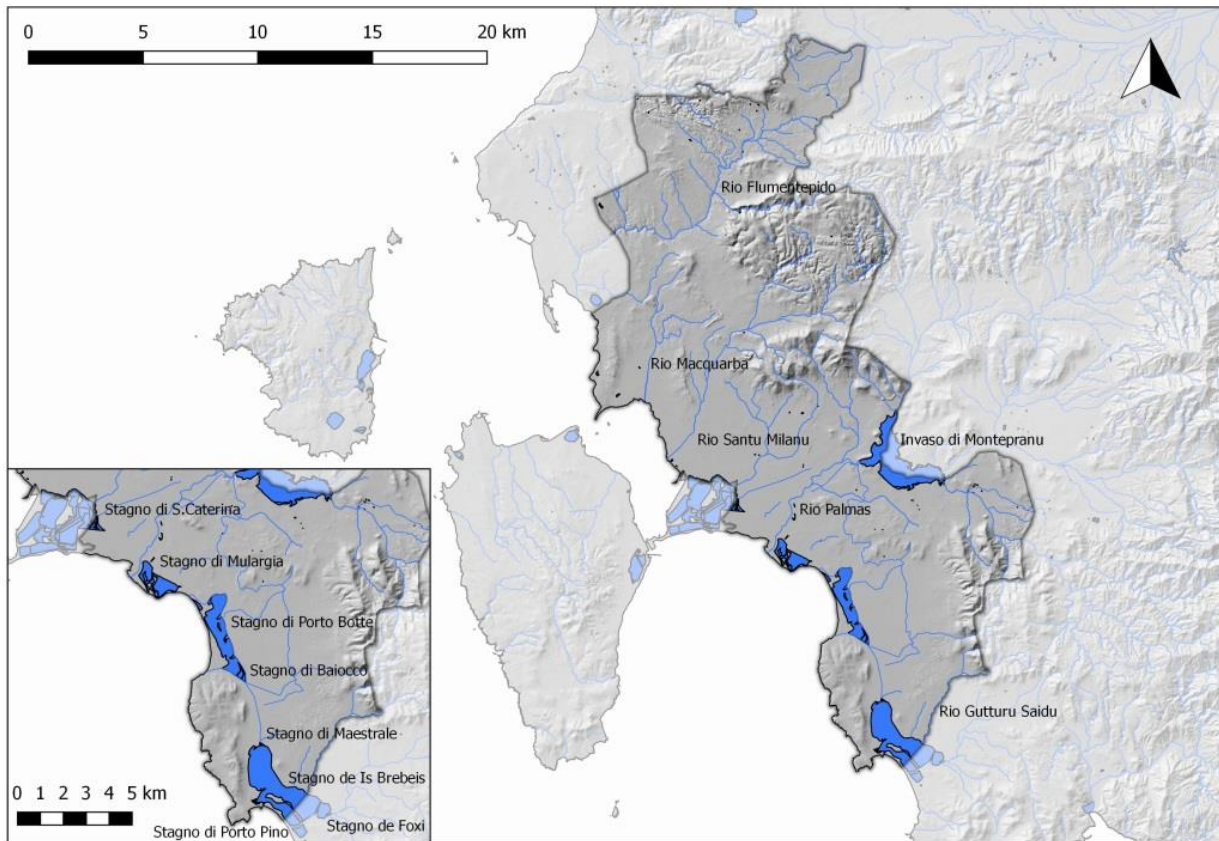 0 5 10 15 20 km
Rio Flumentepido
Rio Macquarba
Rio Santu Milanu
Invaso di Montepranu
Rio Palmas
Rio Gutturu Saidu
Stagno di S.Caterina
Stagno di Mulargia
Stagno di Porto Botte
Stagno di Baiocco
Stagno di Maestrale
Stagno de Is Brebeis
0 1 2 3 4 5 km
Stagno de Foxi
Stagno di Porto Pino